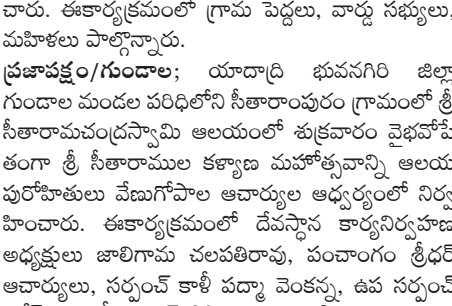 చారు. ఈకార్యక్రమంలో గ్రామ పెద్దలు, వార్డు సభ్యులు,
మహిళలు పాల్గొన్నారు.
ప్రజాపక్షం/గుండాల; యాదాద్రి భువనగిరి జిల్లా
గుండాల మండల పరిధిలోని సీతారాంపురం గ్రామంలో శ్రీ
సీతారామచంద్రస్వామి ఆలయంలో శుక్రవారం వైభవోపే
తంగా శ్రీ సీతారాముల కళ్యాణ మహోత్సవాన్ని ఆలయ
పురోహితులు వేణుగోపాల ఆచార్యుల ఆధ్వర్యంలో నిర్వ
హించారు. ఈకార్యక్రమంలో దేవస్థాన కార్యనిర్వహణ
అధ్యక్షులు జాలిగామ చలపతిరావు, పంచాంగం శ్రీధర్
ఆచార్యులు, సర్పంచ్ కాళీ పద్మా వెంకన్న, ఉప సర్పంచ్